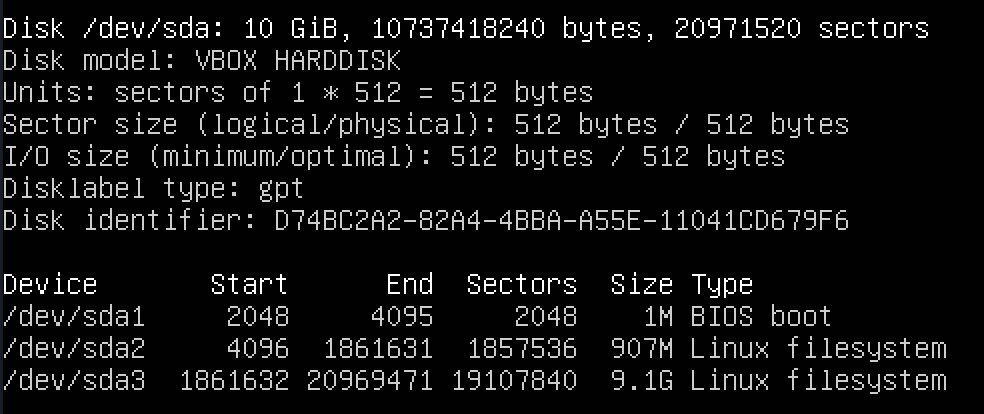 Disk /dev/sda: 10 GiB, 10737418240 bytes, 20971520 sectors
Disk model: VBOX HARDDISK
Units: sectors of 1 * 512 = 512 bytes
Sector size (logical/physical): 512 bytes / 512 bytes
I/O size (minimum/optimal): 512 bytes / 512 bytes
Disklabel type: gpt
Disk identifier: D74BC2A2-82A4-4BBA-A55E-11041CD679F6

Device       Start      End  Sectors  Size Type
/dev/sda1     2048     4095     2048    1M BIOS boot
/dev/sda2     4096  1861631  1857536  907M Linux filesystem
/dev/sda3  1861632 20969471 19107840  9.1G Linux filesystem